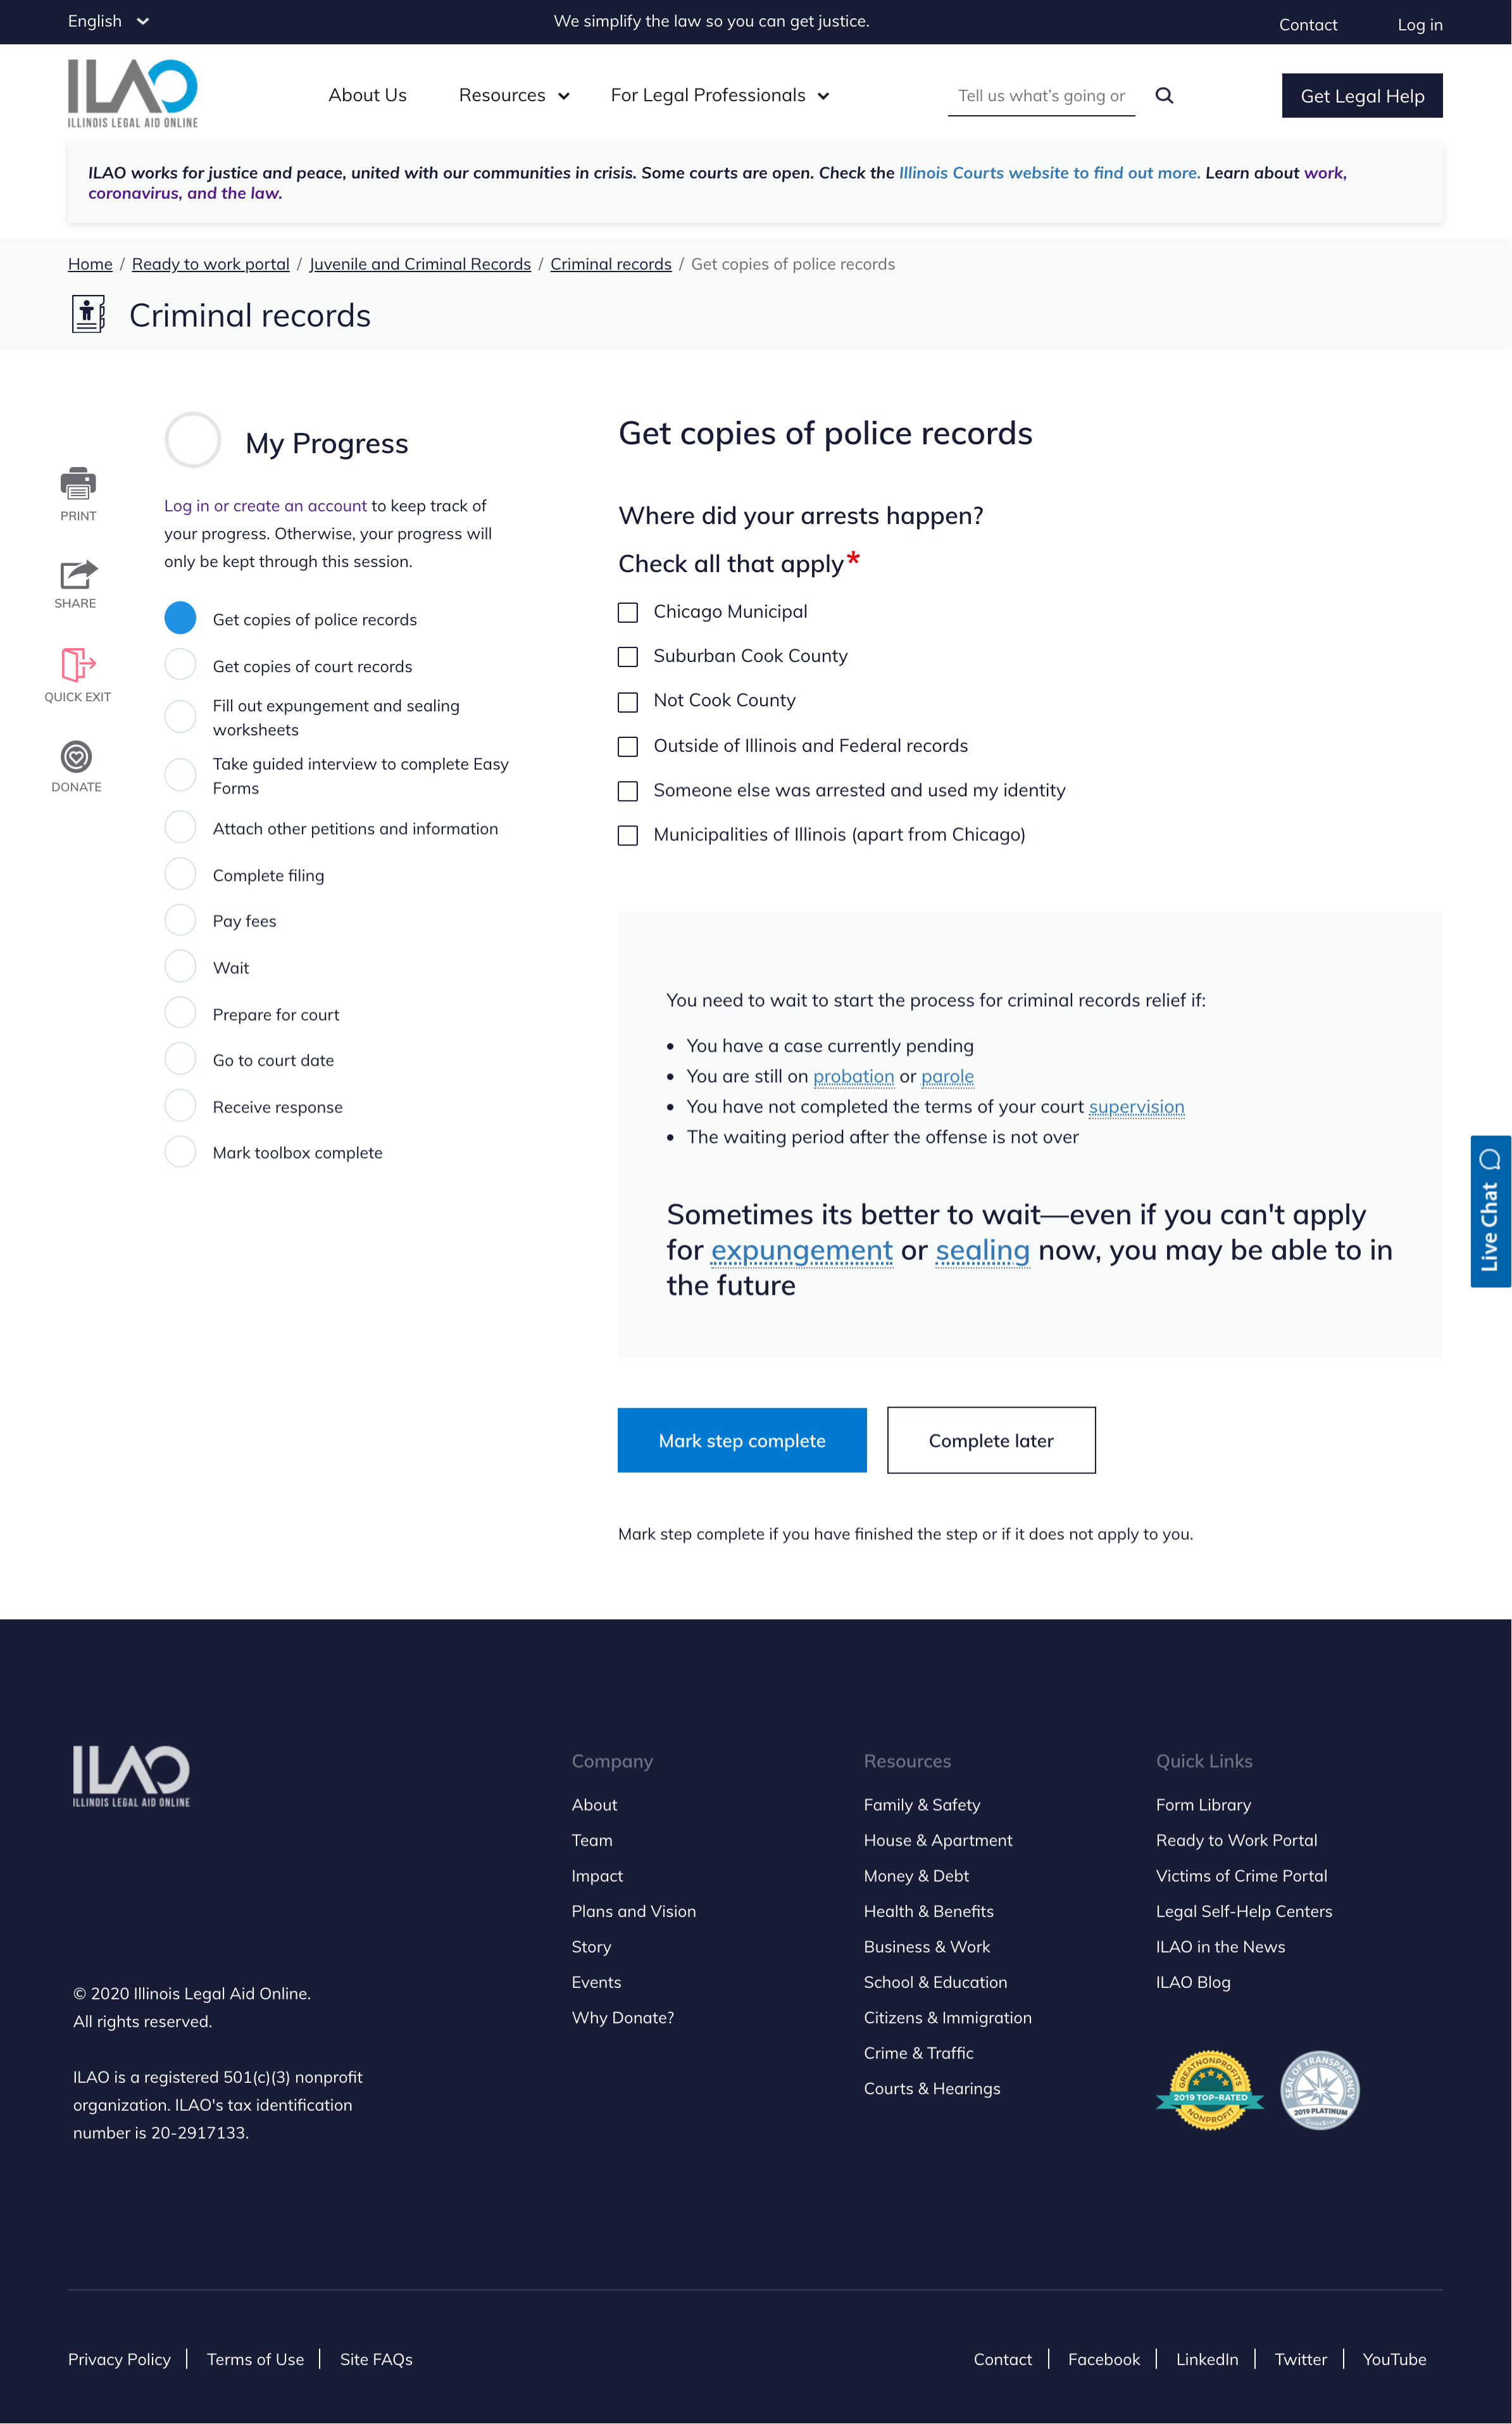 English
We simplify the law so you can get justice.
Contact
Log in
ILAO
ILLINOIS LEGAL AID ONLINE
About Us
Resources
For Legal Professionals
Tell us what's going or
Get Legal Help
ILAO works for justice and peace, united with our communities in crisis. Some courts are open. Check the Illinois Courts website to find out more. Learn about work,
coronavirus, and the law.
Home / Ready to work portal / Juvenile and Criminal Records / Criminal records / Get copies of police records
Criminal records
PRINT
SHARE
QUICK EXIT
DONATE
My Progress
Log in or create an account to keep track of
your progress. Otherwise, your progress will
only be kept through this session.
Get copies of police records
Get copies of court records
Fill out expungement and sealing
worksheets
Take guided interview to complete Easy
Forms
Attach other petitions and information
Complete filing
Pay fees
Wait
Prepare for court
Go to court date
Receive response
Mark toolbox complete
Get copies of police records
Where did your arrests happen?
Check all that apply*
Chicago Municipal
Suburban Cook County
Not Cook County
Outside of Illinois and Federal records
Someone else was arrested and used my identity
Municipalities of Illinois (apart from Chicago)
You need to wait to start the process for criminal records relief if:
• You have a case currently pending
• You are still on probation or parole
• You have not completed the terms of your court supervision
• The waiting period after the offense is not over
Sometimes its better to wait—even if you can't apply
for expungement or sealing now, you may be able to in
the future
Live Chat
Mark step complete
Complete later
Mark step complete if you have finished the step or if it does not apply to you.
ILAO
ILLINOIS LEGAL AID ONLINE
© 2020 Illinois Legal Aid Online.
All rights reserved.
ILAO is a registered 501(c)(3) nonprofit
organization. ILAO's tax identification
number is 20-2917133.
Company
About
Team
Impact
Plans and Vision
Story
Events
Why Donate?
Resources
Family & Safety
House & Apartment
Money & Debt
Health & Benefits
Business & Work
School & Education
Citizens & Immigration
Crime & Traffic
Courts & Hearings
Quick Links
Form Library
Ready to Work Portal
Victims of Crime Portal
Legal Self-Help Centers
ILAO in the News
ILAO Blog
GREATNONPROFITS
2019 TOP-RATED
NONPROFIT
SEAL OF TRANSPARENCY
2019 PLATINUM
GuideStar
Privacy Policy | Terms of Use | Site FAQs
Contact | Facebook | LinkedIn | Twitter | YouTube